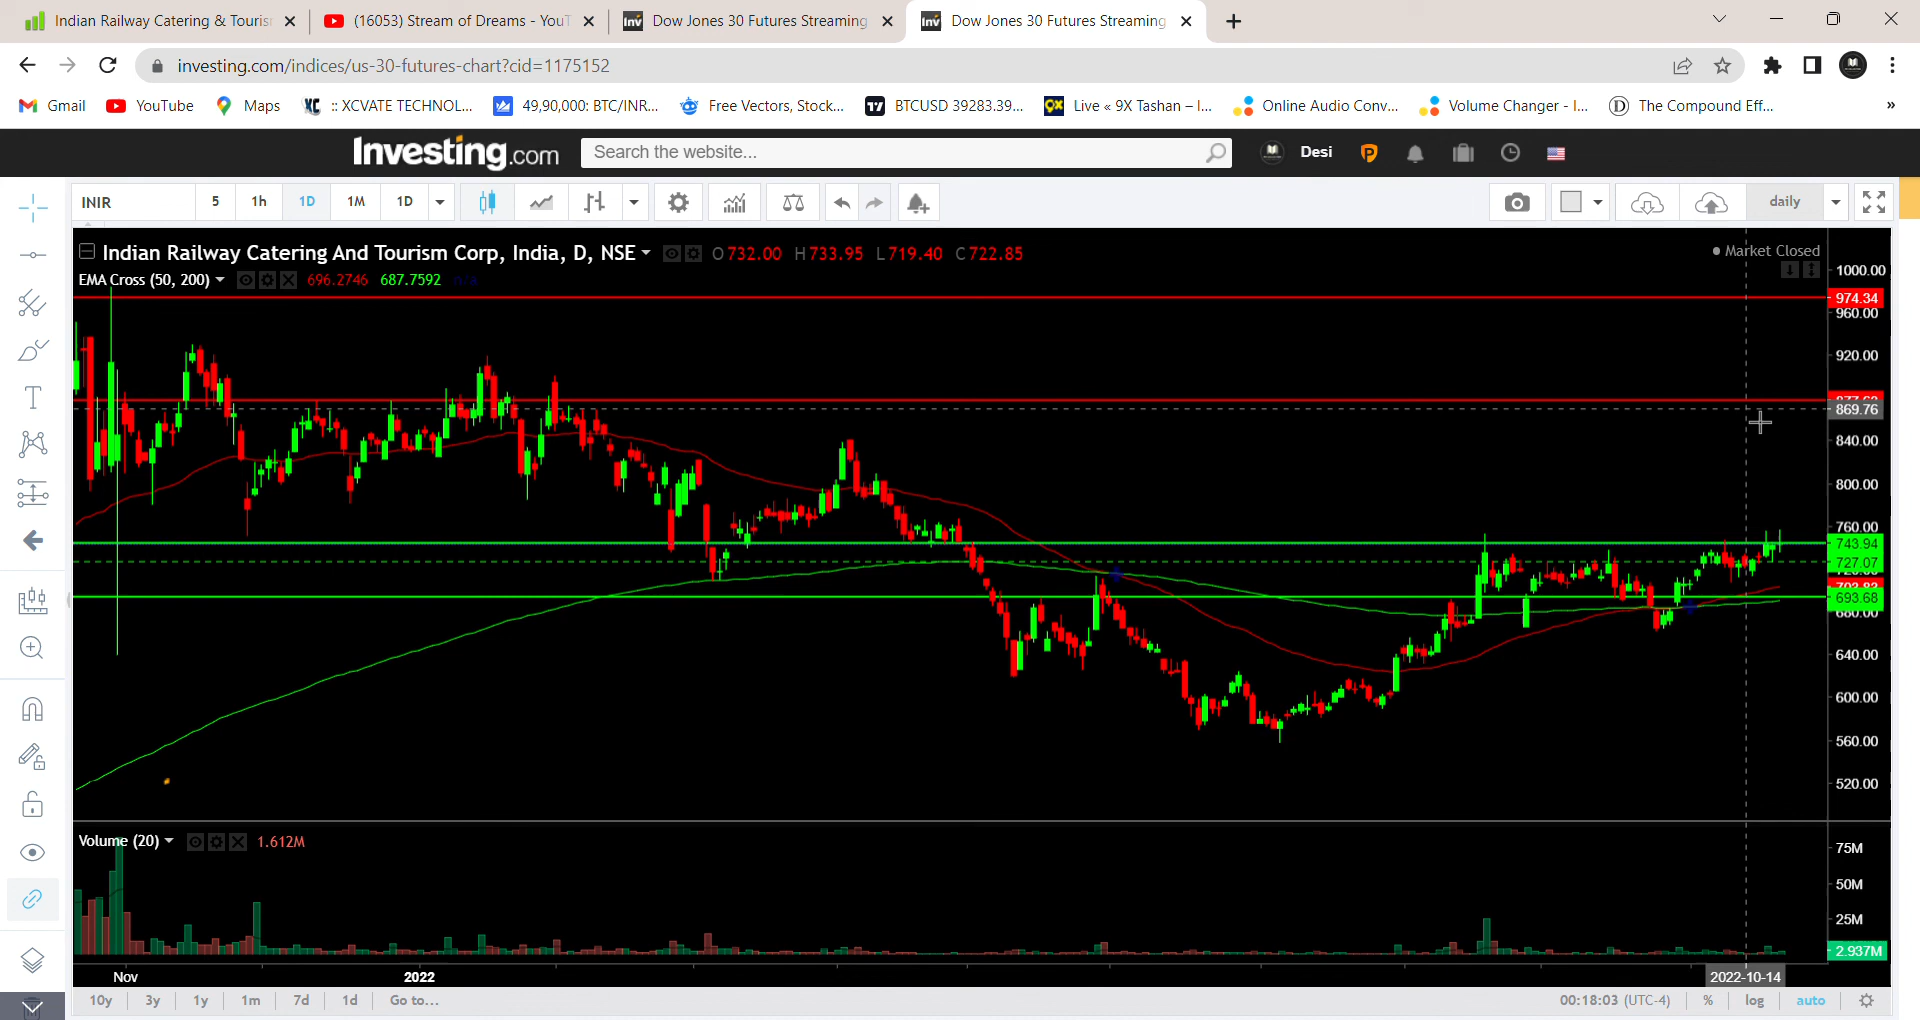 Indian Railway Catering & Touris
(16053) Stream of Dreams - YouT
Dow Jones 30 Futures Streaming
Dow Jones 30 Futures Streaming
investing.com/indices/us-30-futures-chart?cid=1175152
Gmail YouTube Maps :: XCVATE TECHNOL... 49,90,000: BTC/INR... Free Vectors, Stock... BTCUSD 39283.39... Live « 9X Tashan – I... Online Audio Conv... Volume Changer - I... The Compound Eff... »
Investing.com Search the website... Desi
INIR 5 1h 1D 1M 1D daily
Indian Railway Catering And Tourism Corp, India, D, NSE O 732.00 H 733.95 L 719.40 C 722.85
Market Closed
EMA Cross (50, 200) 696.2746 687.7592 n/a
1000.00
974.34
960.00
920.00
869.76
840.00
800.00
760.00
743.94
727.07
693.68
680.00
640.00
600.00
560.00
520.00
Volume (20) 1.612M
75M
50M
25M
2.937M
Nov 2022 2022-10-14
10y 3y 1y 1m 7d 1d Go to... 00:18:03 (UTC-4) % log auto